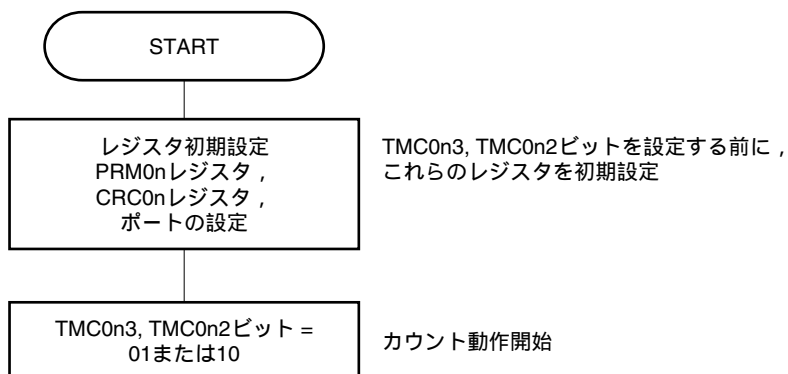 START
レジスタ初期設定
PRM0nレジスタ，
CRC0nレジスタ，
ポートの設定
TMC0n3, TMC0n2ビットを設定する前に，
これらのレジスタを初期設定
TMC0n3, TMC0n2ビット =
01または10
カウント動作開始